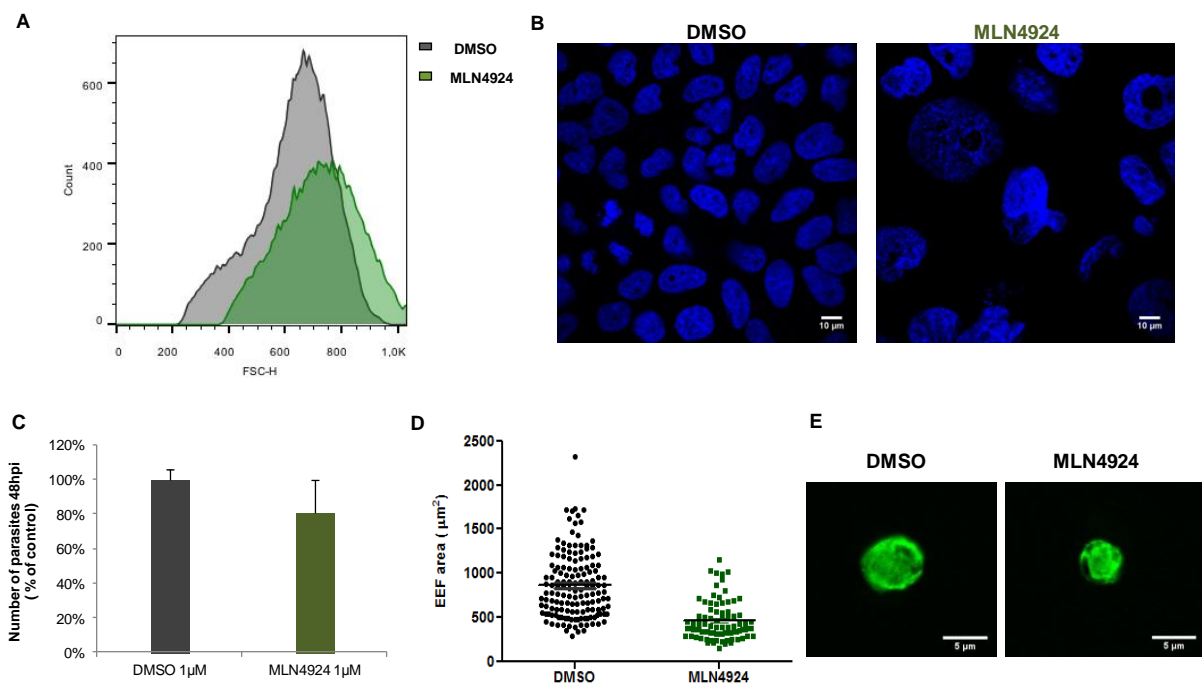 A
DMSO
MLN4924
600
400
200
0
Count
0 200 400 600 800 1,0K
FSC-H
B
DMSO
MLN4924
10 µm
10 µm
C
Number of parasites 48hpi
(% of control)
120%
100%
80%
60%
40%
20%
0%
DMSO 1µM
MLN4924 1µM
D
EEF area ( µm²)
2500
2000
1500
1000
500
0
DMSO
MLN4924
E
DMSO
MLN4924
5 µm
5 µm